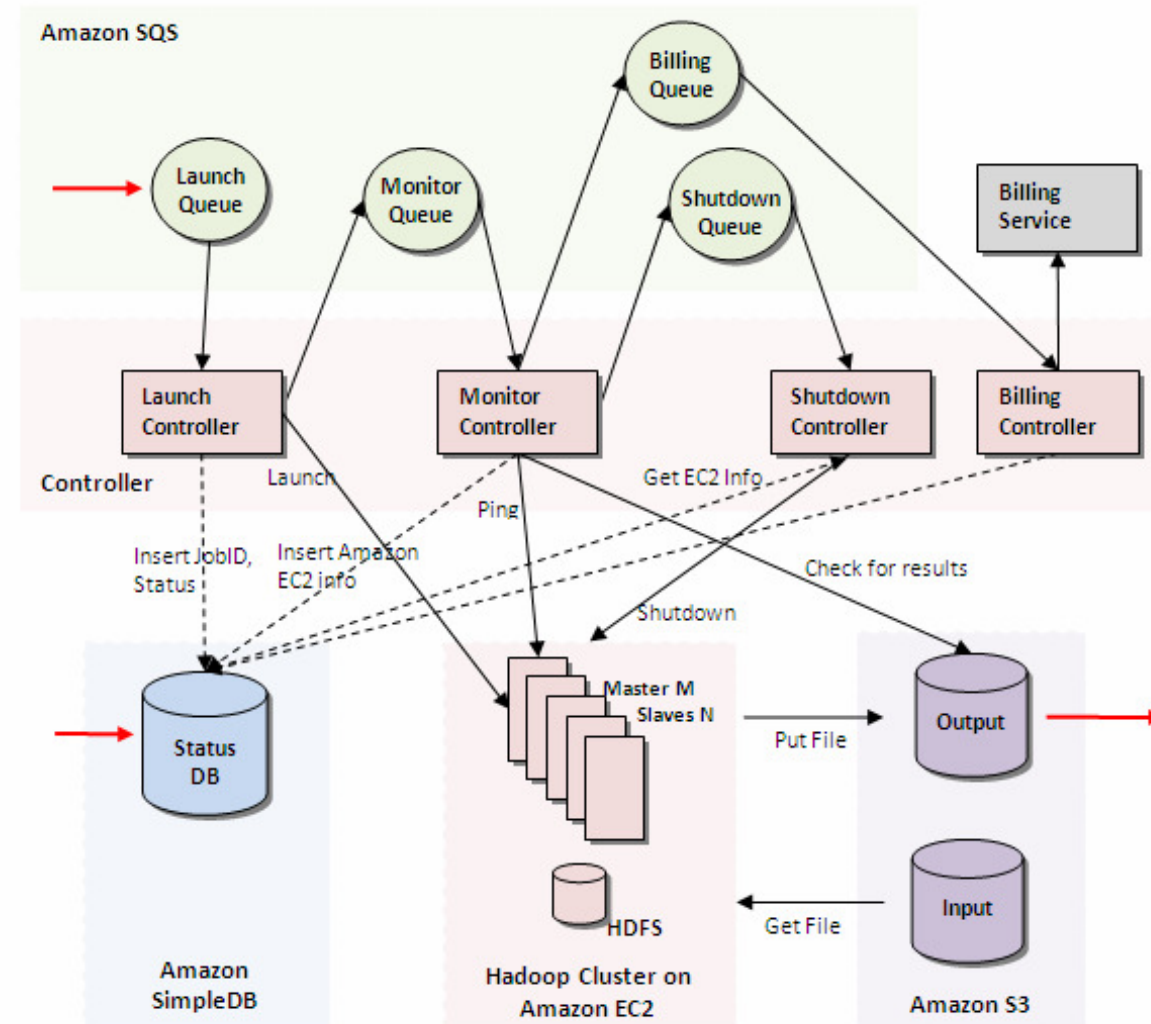 Amazon SQS
Billing
Queue
Launch
Queue
Monitor
Queue
Shutdown
Queue
Billing
Service
Launch
Controller
Monitor
Controller
Shutdown
Controller
Billing
Controller
Controller
Launch
Ping
Get EC2 Info
Insert JobID,
Status
Insert Amazon
EC2 info
Check for results
Shutdown
Master M
Slaves N
Status
DB
Put File
Output
Input
Get File
HDFS
Amazon
SimpleDB
Hadoop Cluster on
Amazon EC2
Amazon S3